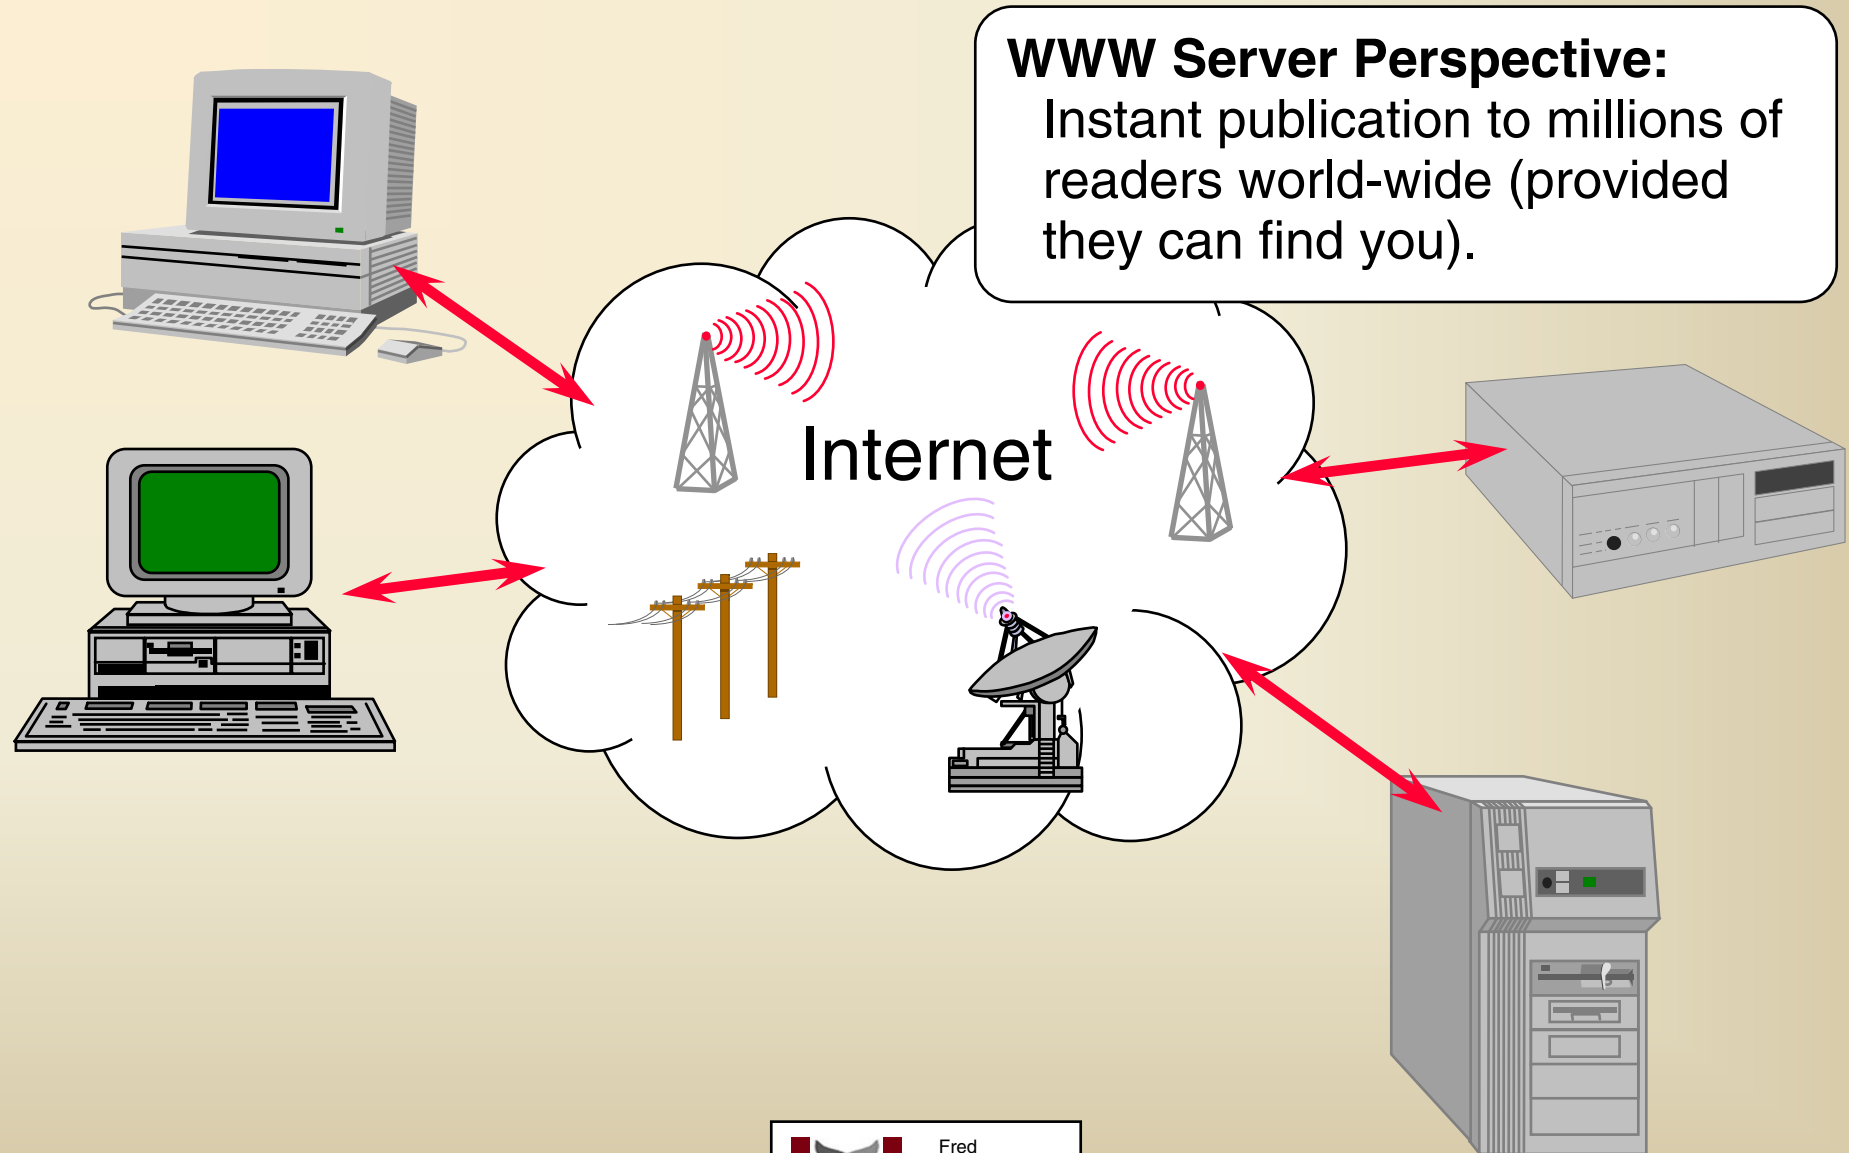 WWW Server Perspective:
Instant publication to millions of
readers world-wide (provided
they can find you).
Internet
Fred